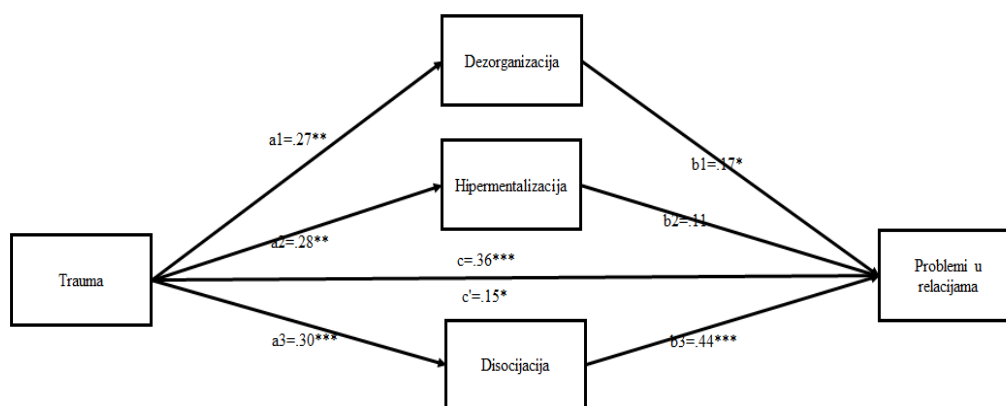 Dezorganizacija
a1=.27**
b1=.17*
Hipermentalizacija
a2=.28**
b2=.11
Trauma
c=.36***
c'=.15*
Problemi u
relacijama
a3=.30***
b3=.44***
Disocijacija